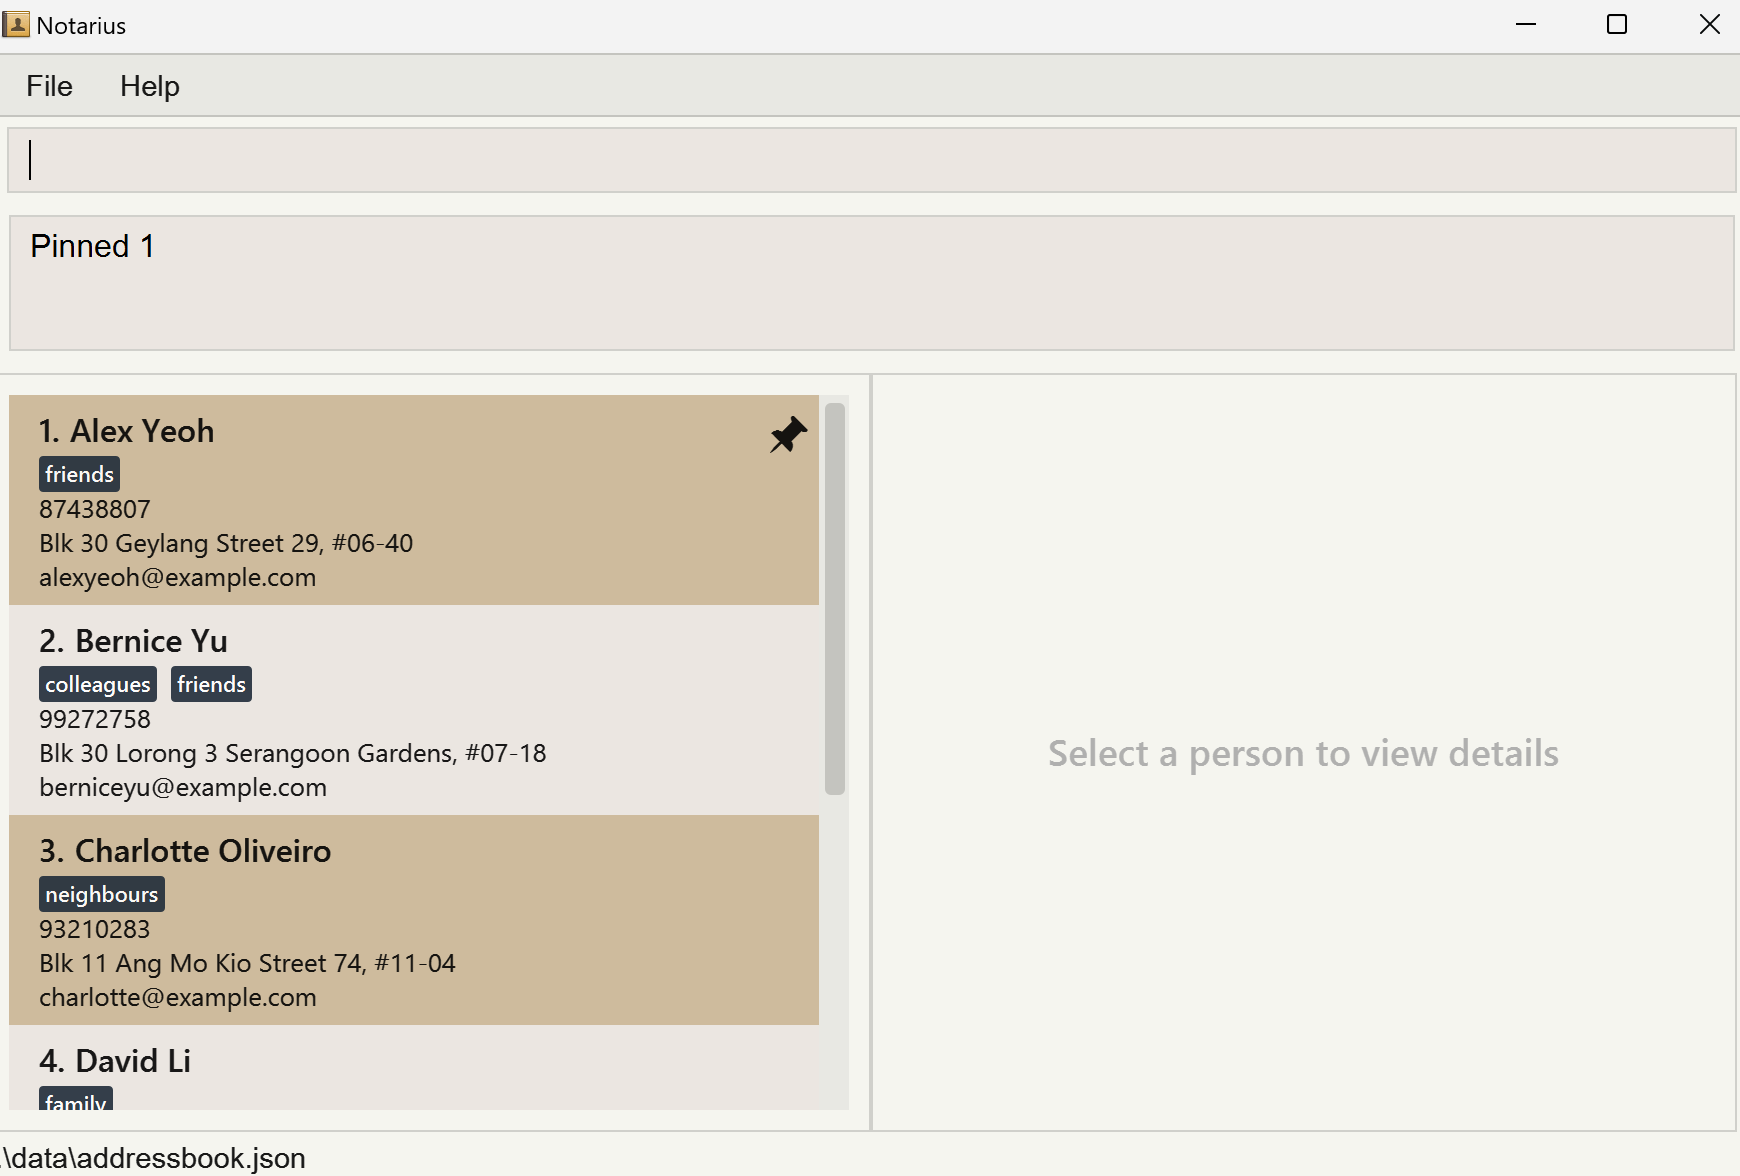 Notarius
File Help
Pinned 1
1. Alex Yeoh
friends
87438807
Blk 30 Geylang Street 29, #06-40
alexyeoh@example.com
2. Bernice Yu
colleagues friends
99272758
Blk 30 Lorong 3 Serangoon Gardens, #07-18
berniceyu@example.com
3. Charlotte Oliveiro
neighbours
93210283
Blk 11 Ang Mo Kio Street 74, #11-04
charlotte@example.com
4. David Li
family
Select a person to view details
.\data\addressbook.json